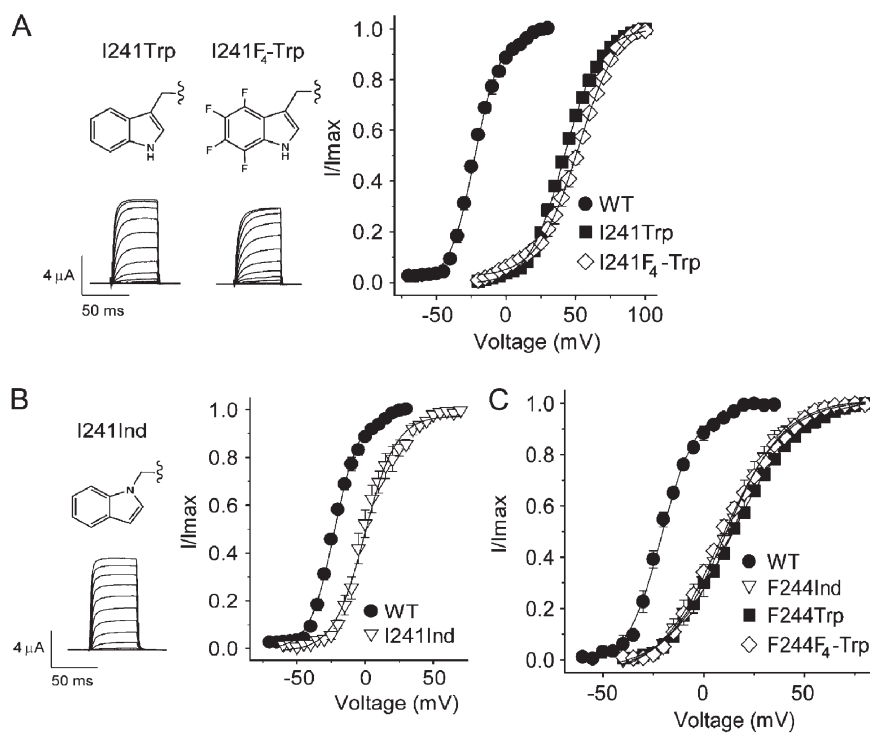 A
I241Trp
I241F₄-Trp
N
H
F
F
F
F
N
H
4 µA
50 ms
I/Imax
1.0
0.8
0.6
0.4
0.2
0.0
WT
I241Trp
I241F₄-Trp
-50 0 50 100
Voltage (mV)
B
I241Ind
N
4 µA
50 ms
I/Imax
1.0
0.8
0.6
0.4
0.2
0.0
WT
I241Ind
-50 0 50
Voltage (mV)
C
I/Imax
1.0
0.8
0.6
0.4
0.2
0.0
WT
F244Ind
F244Trp
F244F₄-Trp
-50 0 50
Voltage (mV)